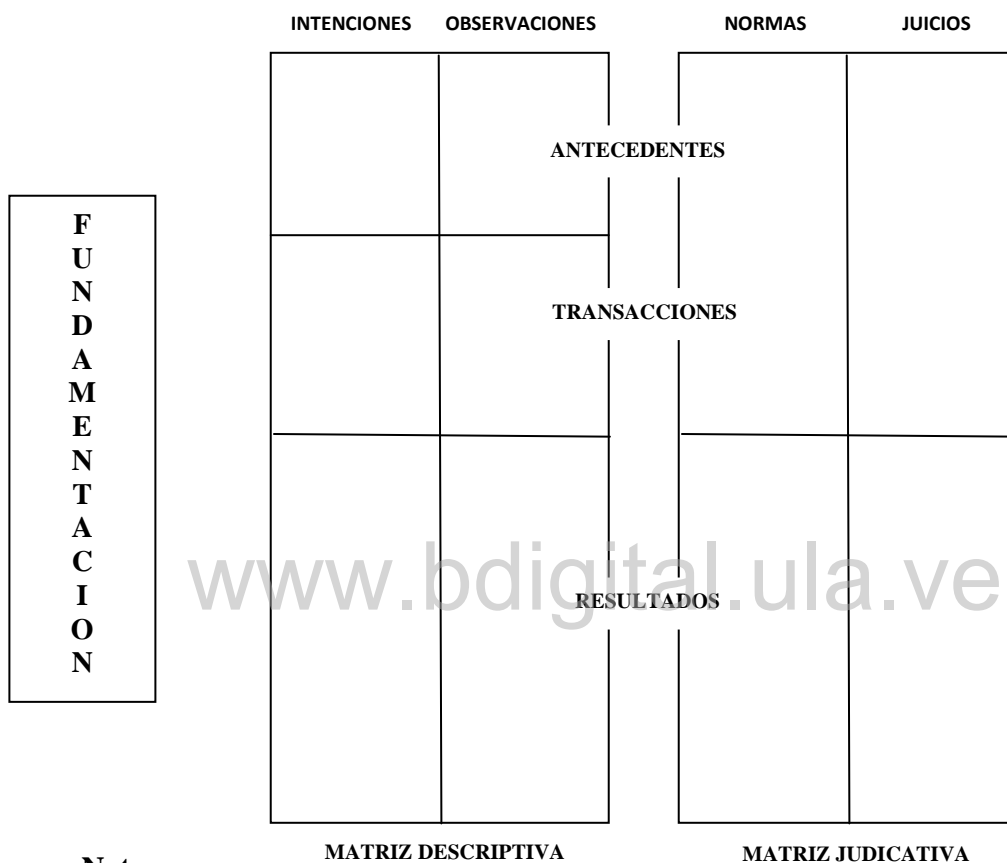 INTENCIONES OBSERVACIONES NORMAS JUICIOS
ANTECEDENTES
F
U
N
D
A
M
E
N
T
A
C
I
O
N
TRANSACCIONES
www.bdigital.ula.ve
RESULTADOS
MATRIZ DESCRIPTIVA MATRIZ JUDICATIVA